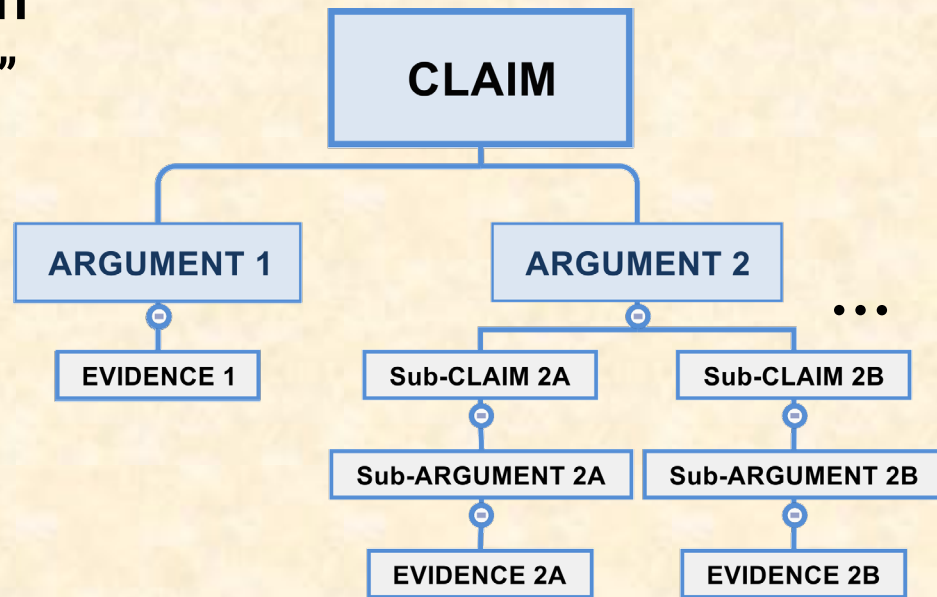 ”
CLAIM
ARGUMENT 1
ARGUMENT 2
...
EVIDENCE 1
Sub-CLAIM 2A
Sub-CLAIM 2B
Sub-ARGUMENT 2A
Sub-ARGUMENT 2B
EVIDENCE 2A
EVIDENCE 2B